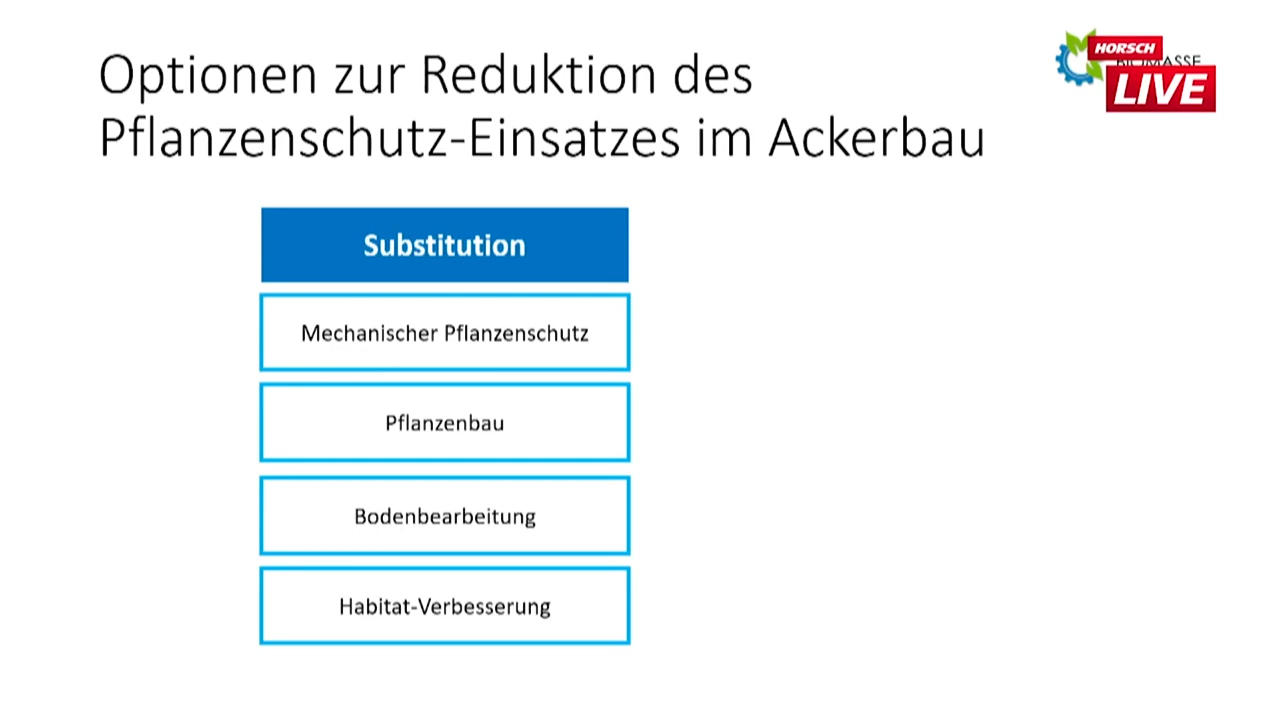 Optionen zur Reduktion des
Pflanzenschutz-Einsatzes im Ackerbau
HORSCH
LIVE
Substitution
Mechanischer Pflanzenschutz
Pflanzenbau
Bodenbearbeitung
Habitat-Verbesserung